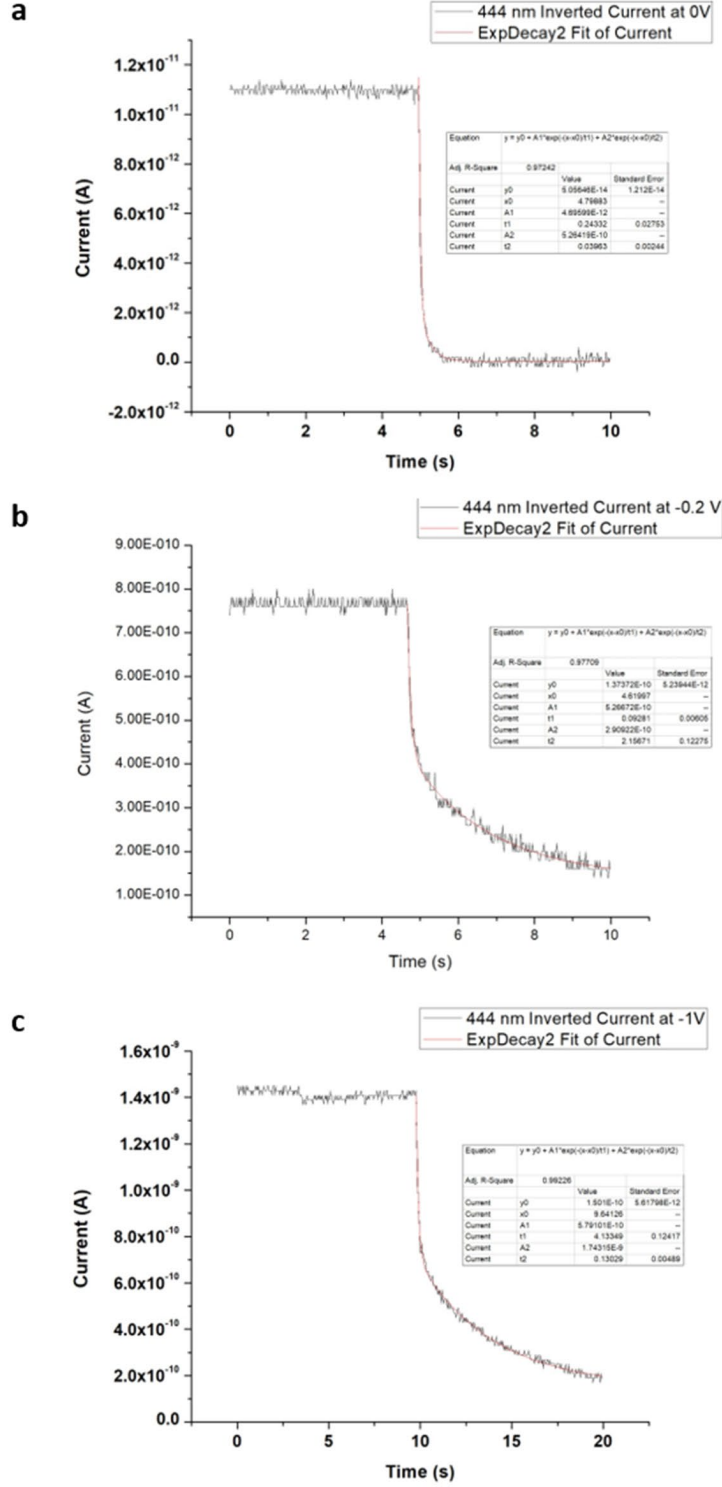 a
444 nm Inverted Current at 0V
ExpDecay2 Fit of Current
1.2x10⁻¹¹
1.0x10⁻¹¹
8.0x10⁻¹²
6.0x10⁻¹²
4.0x10⁻¹²
2.0x10⁻¹²
0.0
-2.0x10⁻¹²
Current (A)
Equation y = y0 + A1*exp(-(x-x0)/t1) + A2*exp(-(x-x0)/t2)
Adj. R-Square 0.97242
Value Standard Error
Current y0 5.05646E-14 1.212E-14
Current x0 4.79883 --
Current A1 4.69599E-12 --
Current t1 0.24332 0.02753
Current A2 5.26419E-10 --
Current t2 0.03963 0.00244
0 2 4 6 8 10
Time (s)
b
444 nm Inverted Current at -0.2 V
ExpDecay2 Fit of Current
9.00E-010
8.00E-010
7.00E-010
6.00E-010
5.00E-010
4.00E-010
3.00E-010
2.00E-010
1.00E-010
Current (A)
Equation y = y0 + A1*exp(-(x-x0)/t1) + A2*exp(-(x-x0)/t2)
Adj. R-Square 0.97709
Value Standard Error
Current y0 1.37372E-10 5.23944E-12
Current x0 4.61997 --
Current A1 5.26672E-10 --
Current t1 0.09281 0.00605
Current A2 2.90922E-10 --
Current t2 2.15671 0.12275
0 2 4 6 8 10
Time (s)
c
444 nm Inverted Current at -1V
ExpDecay2 Fit of Current
1.6x10⁻⁹
1.4x10⁻⁹
1.2x10⁻⁹
1.0x10⁻⁹
8.0x10⁻¹⁰
6.0x10⁻¹⁰
4.0x10⁻¹⁰
2.0x10⁻¹⁰
0.0
Current (A)
Equation y = y0 + A1*exp(-(x-x0)/t1) + A2*exp(-(x-x0)/t2)
Adj. R-Square 0.99226
Value Standard Error
Current y0 1.501E-10 5.61798E-12
Current x0 9.64126 --
Current A1 5.79101E-10 --
Current t1 4.13349 0.12417
Current A2 1.74315E-9 --
Current t2 0.13029 0.00489
0 5 10 15 20
Time (s)